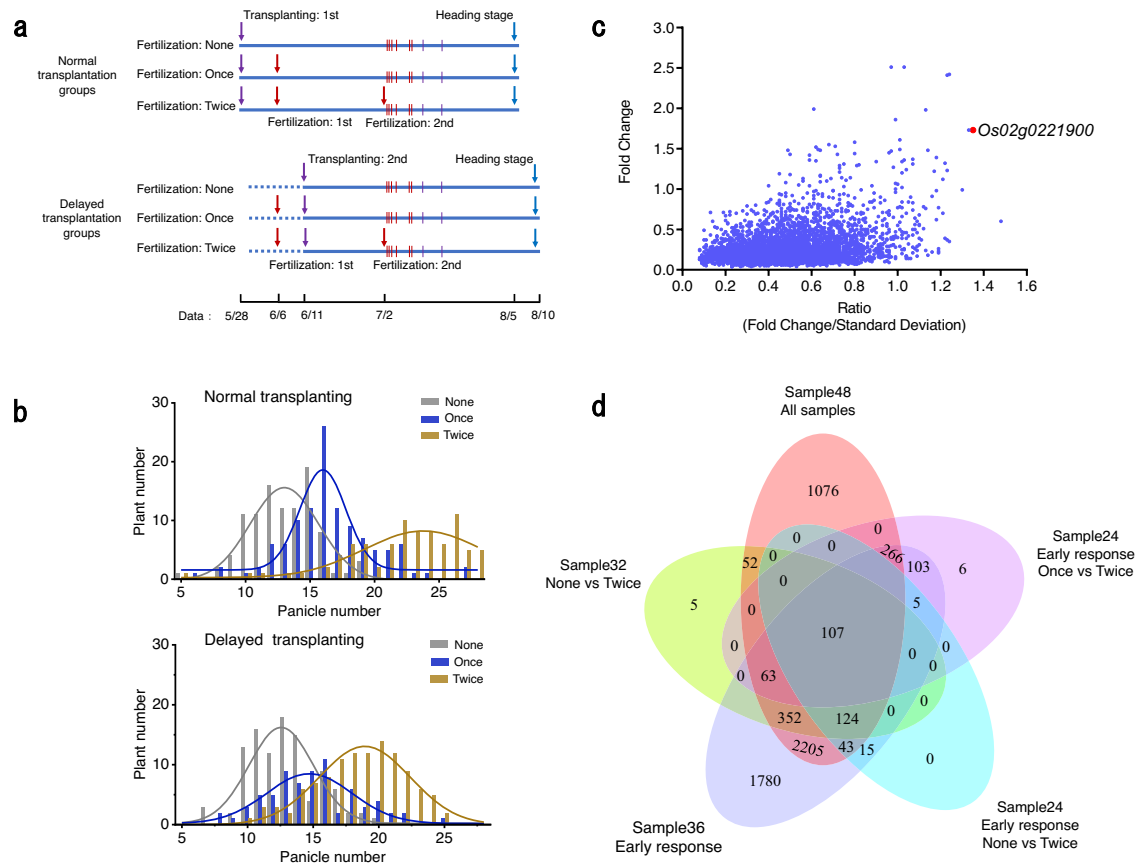 a
Transplanting: 1st
Heading stage
Normal
transplantation
groups
Fertilization: None
Fertilization: Once
Fertilization: Twice
Fertilization: 1st
Fertilization: 2nd
Transplanting: 2nd
Heading stage
Delayed
transplantation
groups
Fertilization: None
Fertilization: Once
Fertilization: Twice
Fertilization: 1st
Fertilization: 2nd
Data : 5/28 6/6 6/11 7/2 8/5 8/10
b
Normal transplanting
None
Once
Twice
Plant number
30
20
10
0
5 10 15 20 25
Panicle number
Delayed transplanting
None
Once
Twice
Plant number
30
20
10
0
5 10 15 20 25
Panicle number
c
Fold Change
3.0
2.5
2.0
1.5
1.0
0.5
0.0
Os02g0221900
0.0 0.2 0.4 0.6 0.8 1.0 1.2 1.4 1.6
Ratio
(Fold Change/Standard Deviation)
d
Sample48
All samples
Sample24
Early response
Once vs Twice
Sample32
None vs Twice
Sample36
Early response
Sample24
Early response
None vs Twice
1076
0
0
0
266
52
0
103
6
0
5
0
5
107
0
0
0
0
0
0
63
0
0
352
124
2205
43
15
0
1780